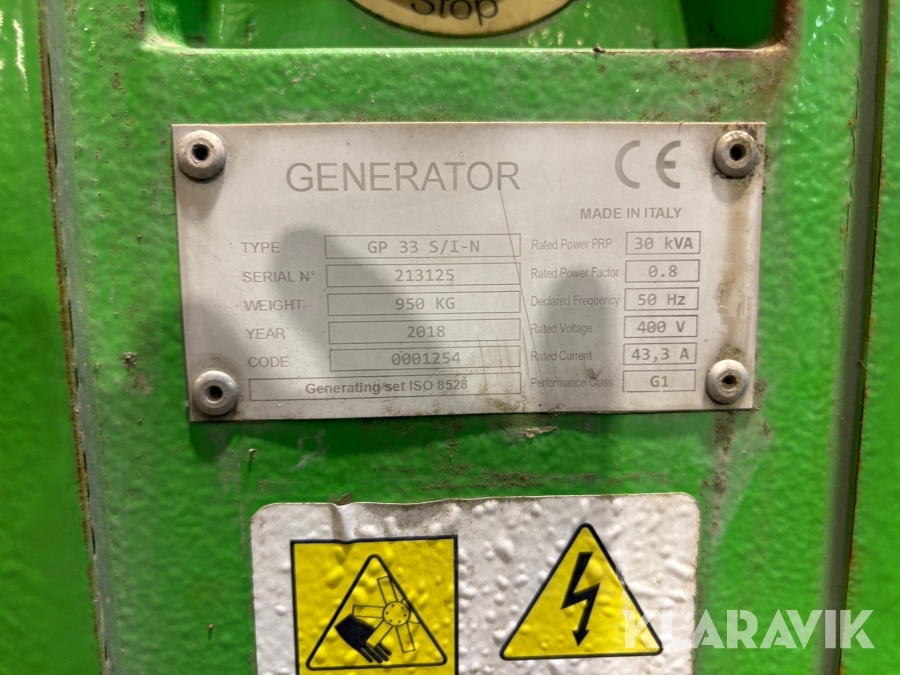 Stop
GENERATOR
CE
MADE IN ITALY
TYPE GP 33 S/I-N
SERIAL N° 213125
WEIGHT 950 KG
YEAR 2018
CODE 0001254
Generating set ISO 8528
Rated Power PRP 30 kVA
Rated Power Factor 0.8
Declared Frequency 50 Hz
Rated Voltage 400 V
Rated Current 43,3 A
Performance Class G1
KLARAVIK